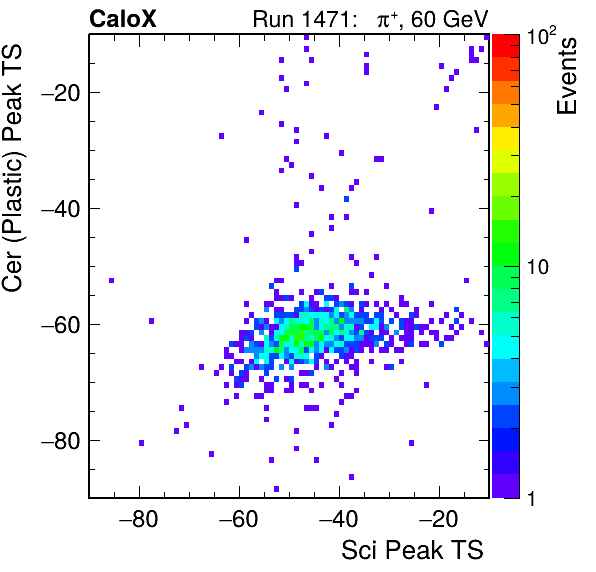 CaloX Run 1471: π⁺, 60 GeV
Cer (Plastic) Peak TS
−20
−40
−60
−80
−80 −60 −40 −20
Sci Peak TS
10²
10
1
Events